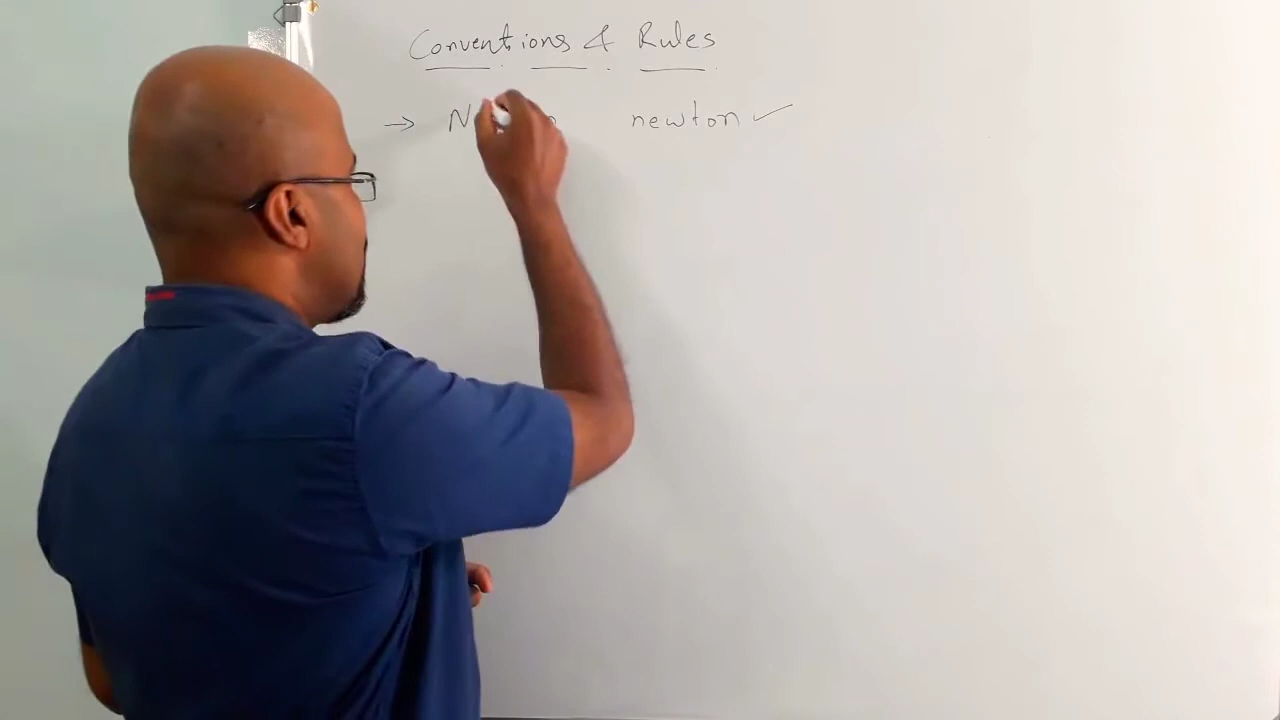 Conventions & Rules
→ newton ✓